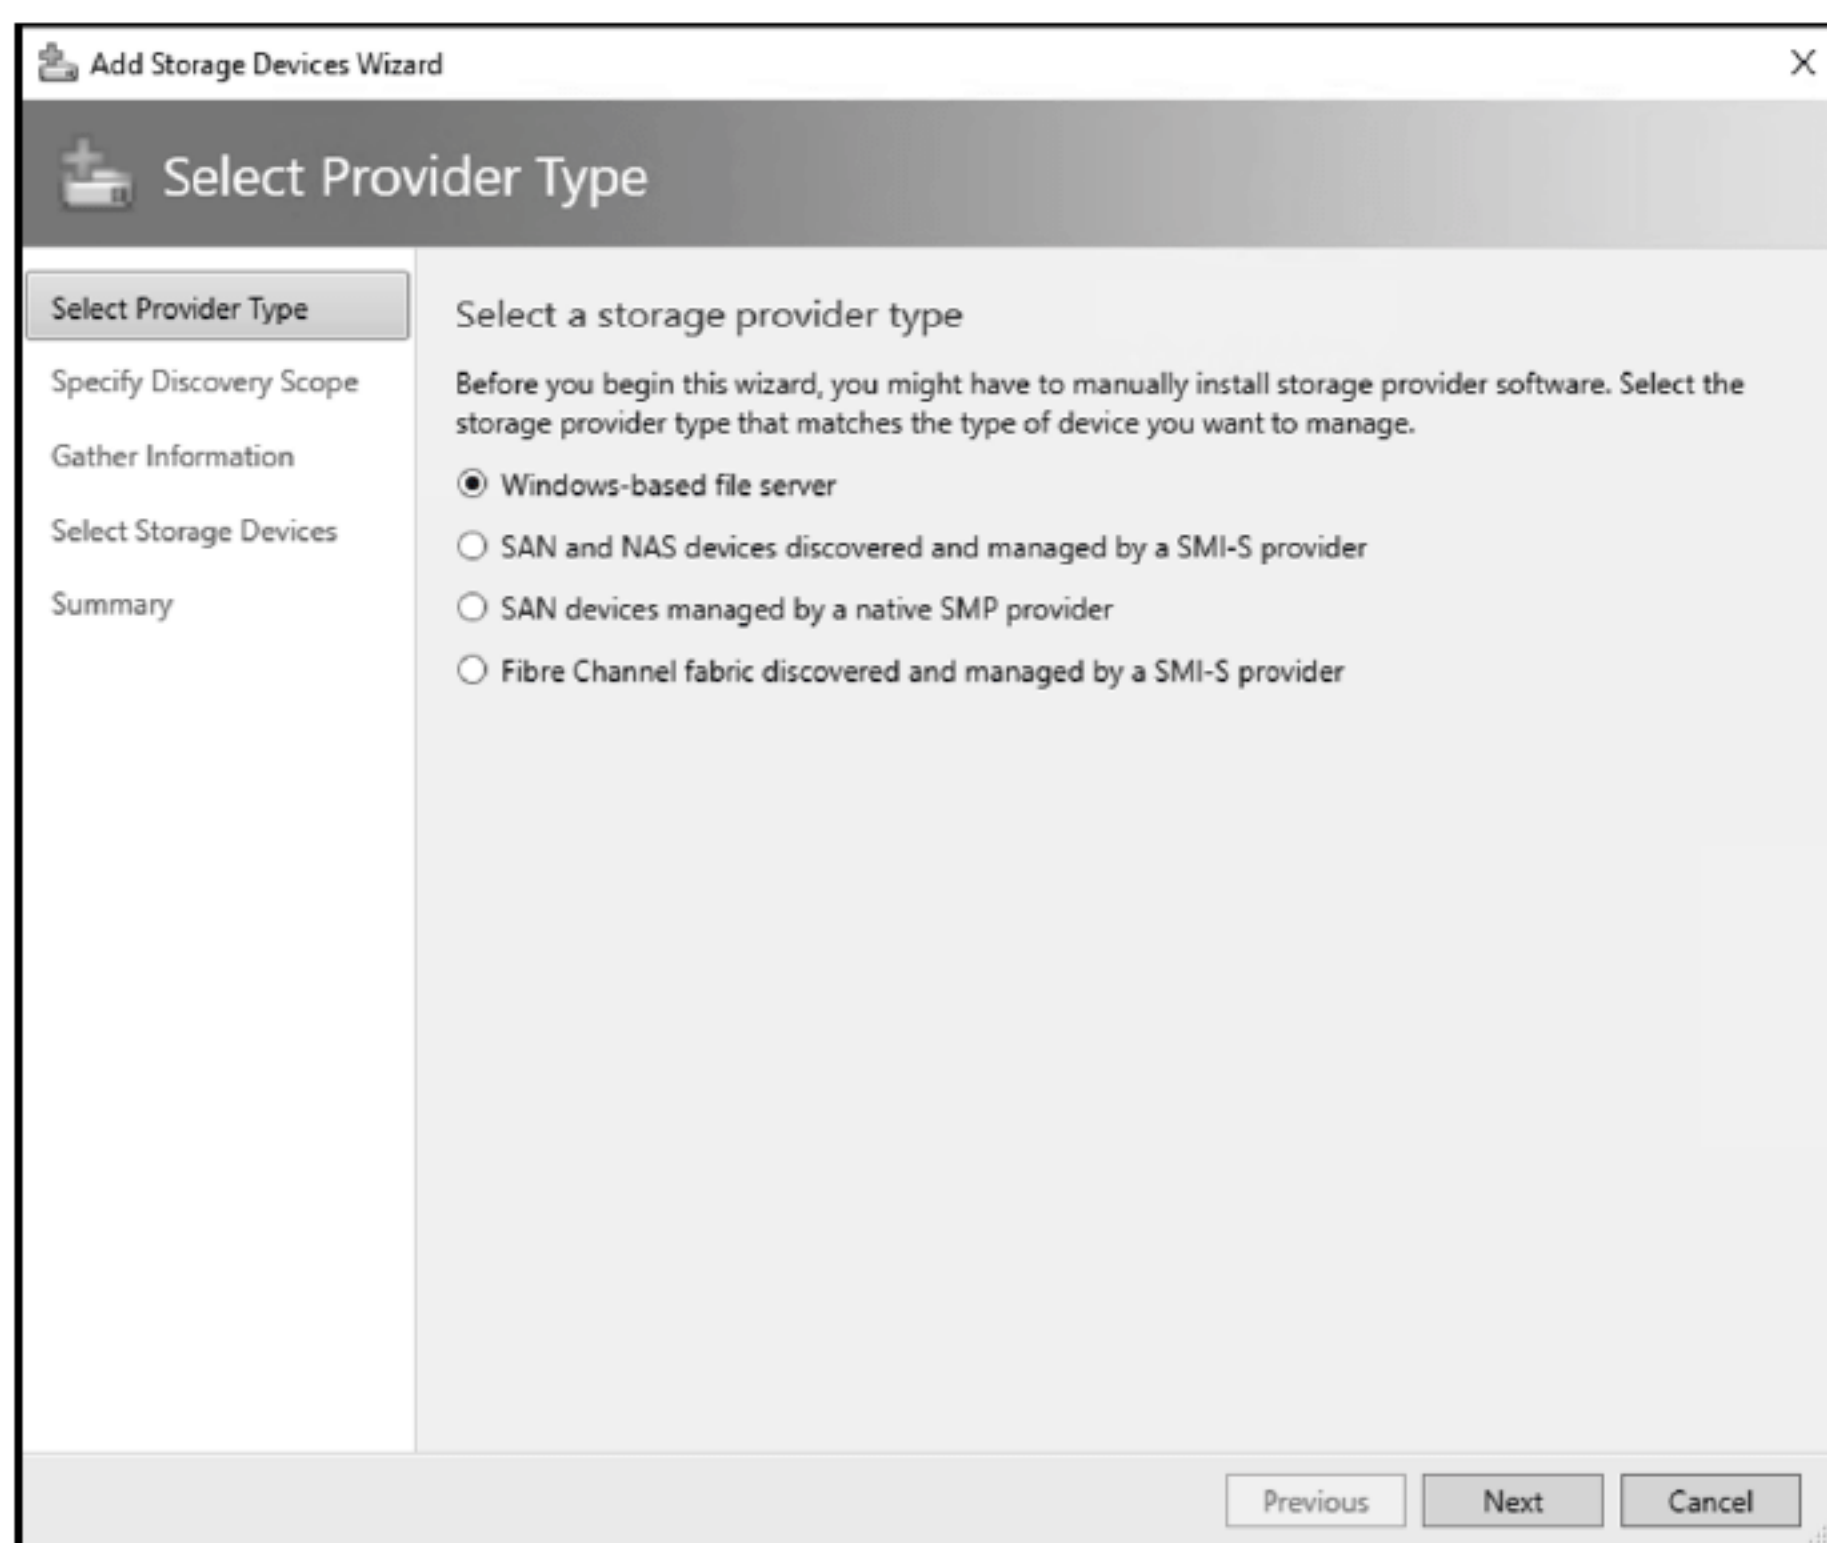 Add Storage Devices Wizard
Select Provider Type
Select Provider Type
Specify Discovery Scope
Gather Information
Select Storage Devices
Summary
Select a storage provider type
Before you begin this wizard, you might have to manually install storage provider software. Select the
storage provider type that matches the type of device you want to manage.
Windows-based file server
SAN and NAS devices discovered and managed by a SMI-S provider
SAN devices managed by a native SMP provider
Fibre Channel fabric discovered and managed by a SMI-S provider
Previous
Next
Cancel